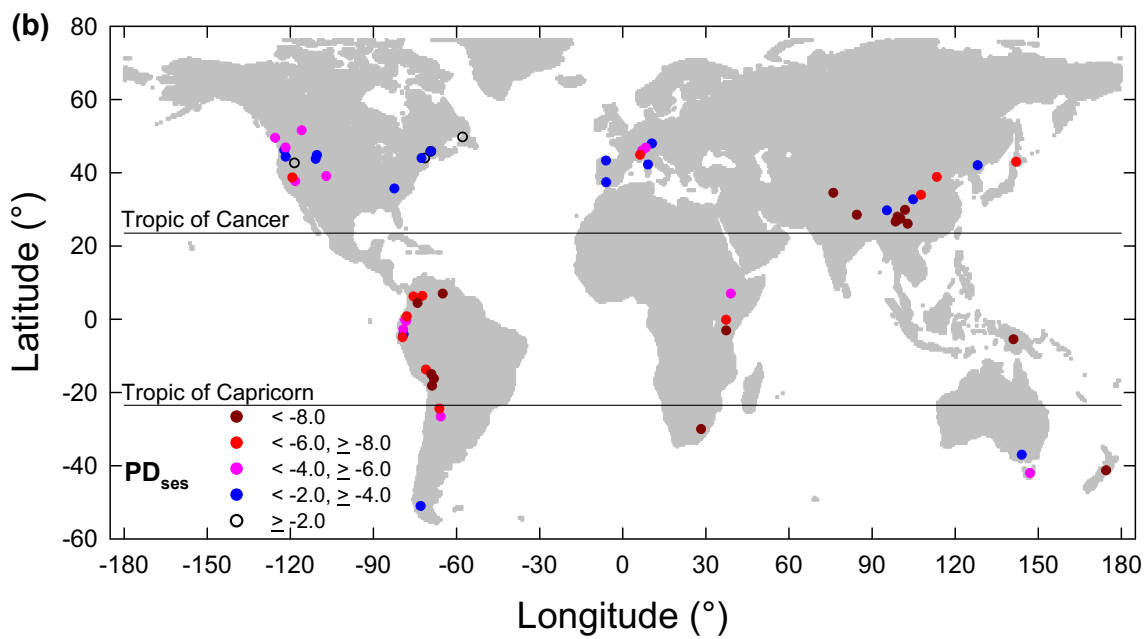 (b)
80
60
40
20
0
-20
-40
-60
Latitude (°)
Tropic of Cancer
Tropic of Capricorn
PDses
< -8.0
< -6.0, ≥ -8.0
< -4.0, ≥ -6.0
< -2.0, ≥ -4.0
≥ -2.0
-180 -150 -120 -90 -60 -30 0 30 60 90 120 150 180
Longitude (°)